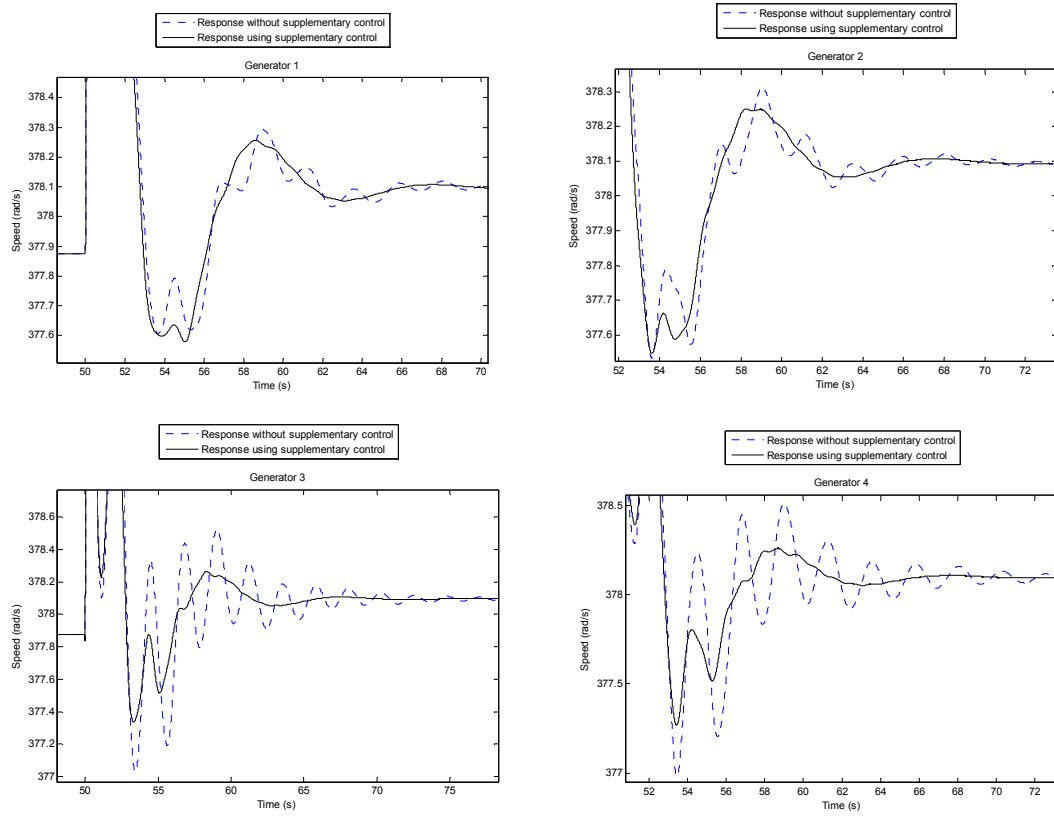 Response without supplementary control
Response using supplementary control
Generator 1
378.4
378.3
378.2
378.1
378
377.9
377.8
377.7
377.6
Speed (rad/s)
50 52 54 56 58 60 62 64 66 68 70
Time (s)
Response without supplementary control
Response using supplementary control
Generator 2
378.3
378.2
378.1
378
377.9
377.8
377.7
377.6
Speed (rad/s)
52 54 56 58 60 62 64 66 68 70 72
Time (s)
Response without supplementary control
Response using supplementary control
Generator 3
378.6
378.4
378.2
378
377.8
377.6
377.4
377.2
377
Speed (rad/s)
50 55 60 65 70 75
Time (s)
Response without supplementary control
Response using supplementary control
Generator 4
378.5
378
377.5
377
Speed (rad/s)
52 54 56 58 60 62 64 66 68 70 72
Time (s)